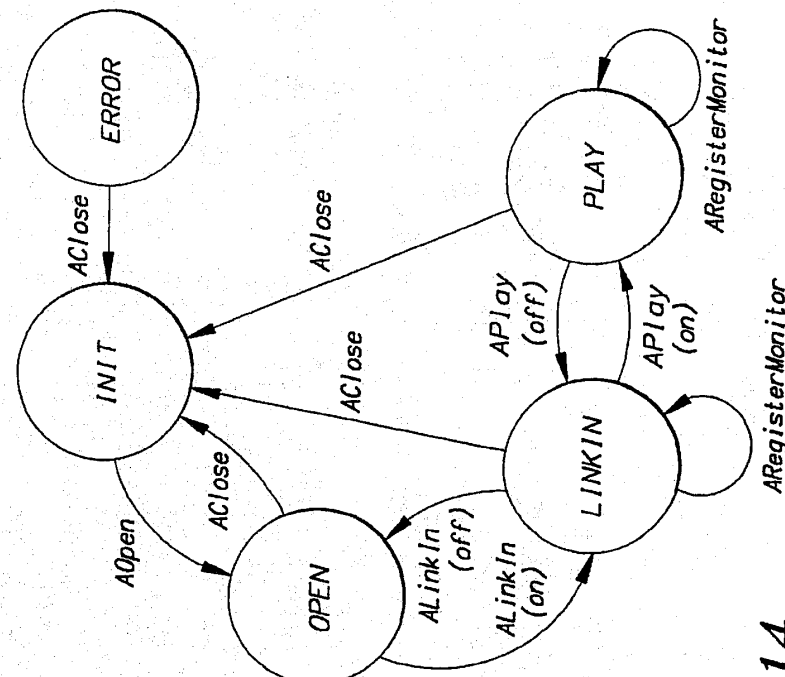 ERROR
AClose
INIT
AClose
PLAY
ARegisterMonitor
AClose
APlay
(off)
APlay
(on)
AOpen
AClose
OPEN
ALinkIn
(off)
ALinkIn
(on)
LINKIN
ARegisterMonitor
14